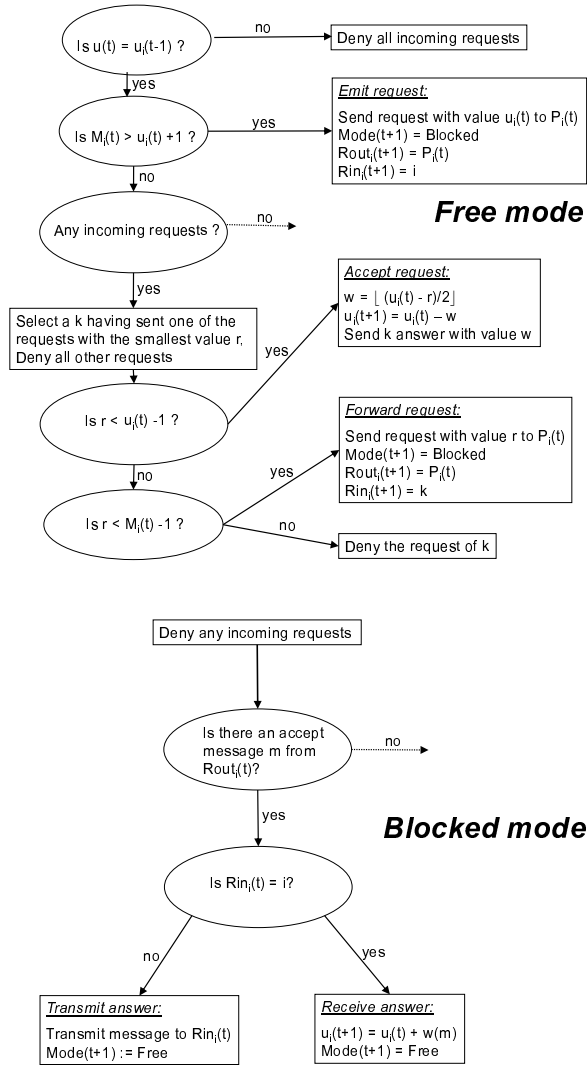 Is u(t) = uᵢ(t-1) ?
no
Deny all incoming requests
yes
Is Mᵢ(t) > uᵢ(t) +1 ?
yes
Emit request:
Send request with value uᵢ(t) to Pᵢ(t)
Mode(t+1) = Blocked
Routᵢ(t+1) = Pᵢ(t)
Rinᵢ(t+1) = i
no
Free mode
Any incoming requests ?
no
yes
Accept request:
w = ⌊ (uᵢ(t) - r)/2⌋
uᵢ(t+1) = uᵢ(t) – w
Send k answer with value w
Select a k having sent one of the
requests with the smallest value r,
Deny all other requests
yes
Is r < uᵢ(t) -1 ?
no
Forward request:
Send request with value r to Pᵢ(t)
Mode(t+1) = Blocked
Routᵢ(t+1) = Pᵢ(t)
Rinᵢ(t+1) = k
yes
Is r < Mᵢ(t) -1 ?
no
Deny the request of k
Deny any incoming requests
Is there an accept
message m from
Routᵢ(t)?
no
yes
Blocked mode
Is Rinᵢ(t) = i?
no
yes
Transmit answer:
Transmit message to Rinᵢ(t)
Mode(t+1) := Free
Receive answer:
uᵢ(t+1) = uᵢ(t) + w(m)
Mode(t+1) = Free